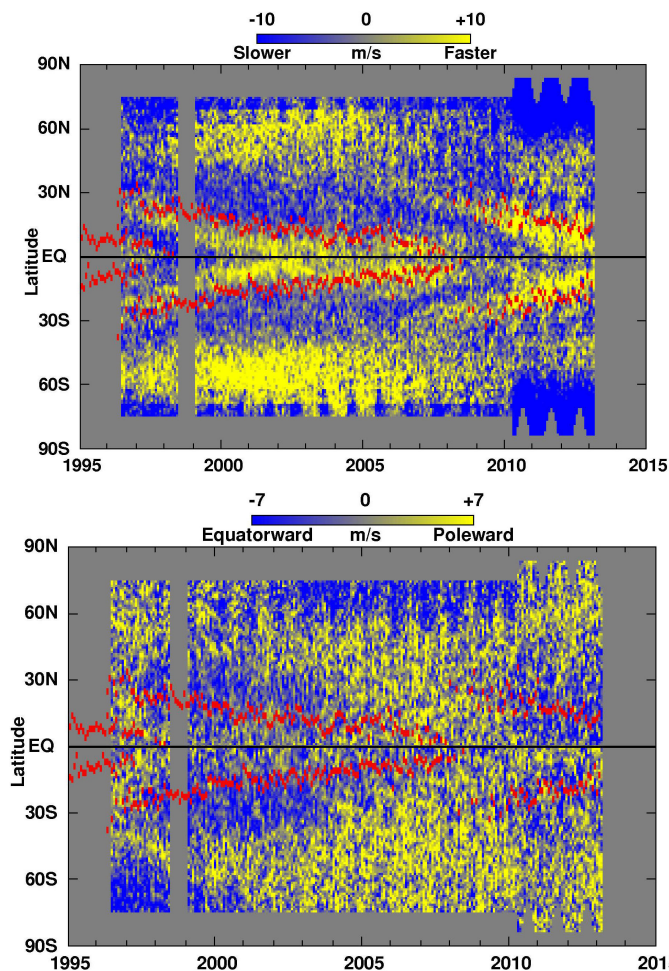 -10 0 +10
Slower m/s Faster
90N
60N
30N
EQ
30S
60S
90S
Latitude
1995 2000 2005 2010 2015
-7 0 +7
Equatorward m/s Poleward
90N
60N
30N
EQ
30S
60S
90S
Latitude
1995 2000 2005 2010 201